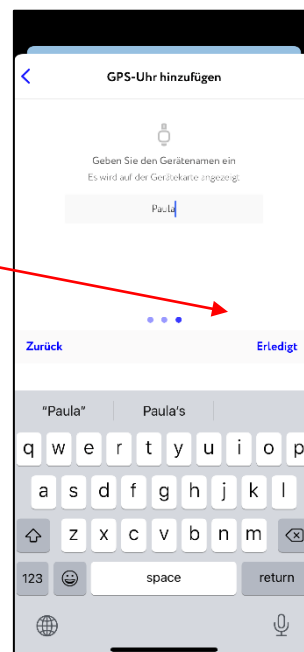 GPS-Uhr hinzufügen
Geben Sie den Gerätenamen ein
Es wird auf der Gerätekarte angezeigt
Paula
Zurück Erledigt
"Paula" Paula's
q w e r t y u i o p
a s d f g h j k l
z x c v b n m
123 space return